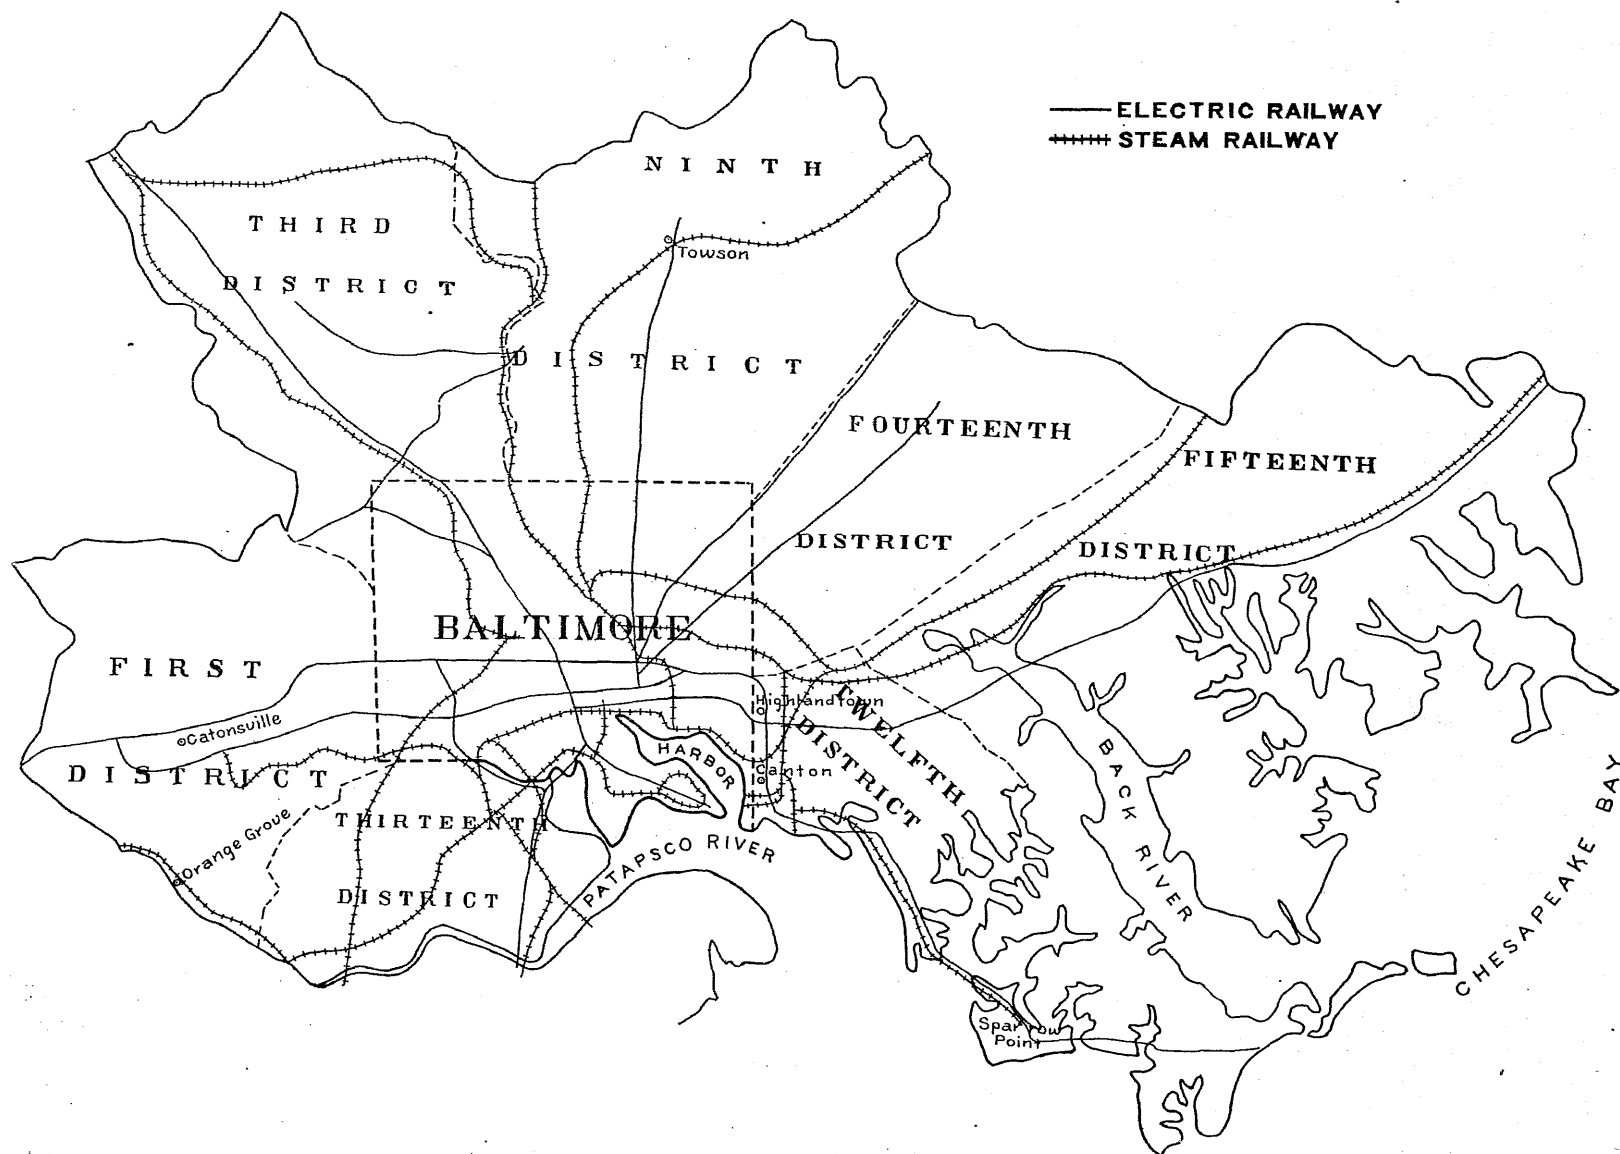 ELECTRIC RAILWAY
STEAM RAILWAY
NINTH
DISTRICT
THIRD
DISTRICT
Towson
FOURTEENTH
DISTRICT
FIFTEENTH
DISTRICT
BALTIMORE
FIRST
DISTRICT
Catonsville
Highlandtown
TWELFTH
DISTRICT
HARBOR
Canton
Orange Grove
THIRTEENTH
DISTRICT
PATAPSCO RIVER
BACK RIVER
CHESAPEAKE BAY
Sparrow
Point